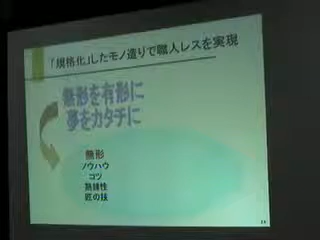 「規格化」したモノ造りで職人レスを実現
無形を有形に
夢をカタチに
無形
ノウハウ
コツ
熟練性
匠の技